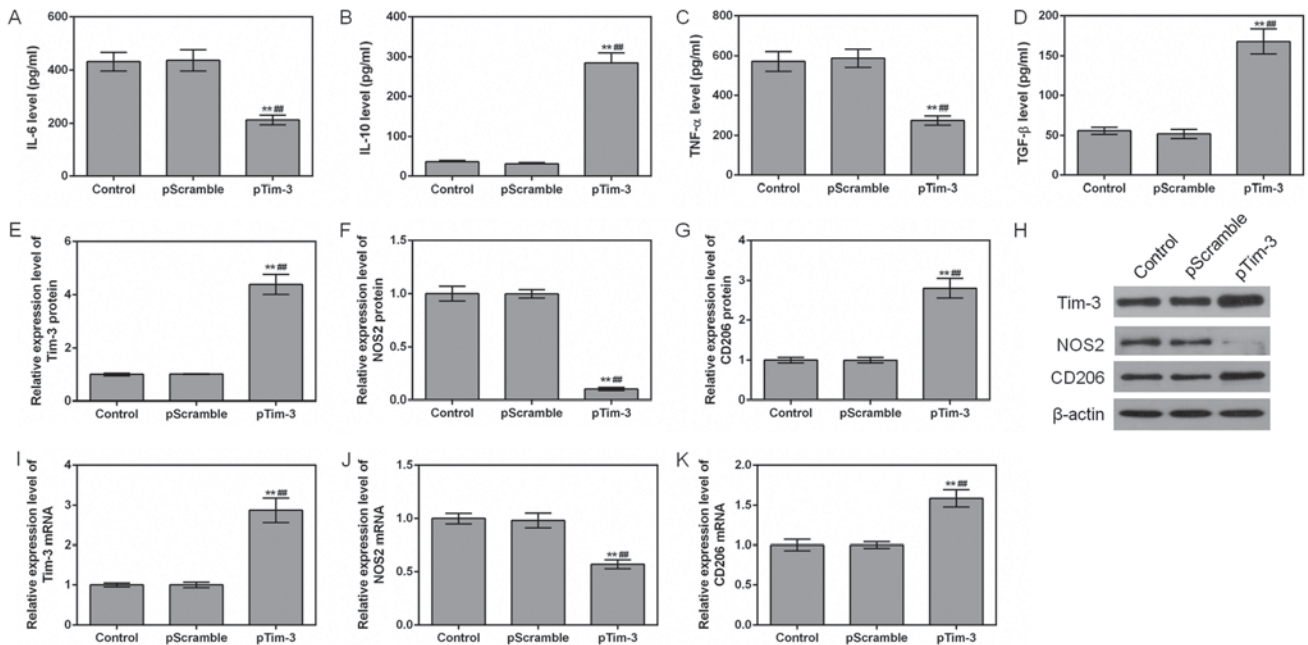 A
IL-6 level (pg/ml)
600
400
200
0
** ##
Control pScramble pTim-3
B
IL-10 level (pg/ml)
400
300
200
100
0
** ##
Control pScramble pTim-3
C
TNF-α level (pg/ml)
800
600
400
200
0
** ##
Control pScramble pTim-3
D
TGF-β level (pg/ml)
200
150
100
50
0
** ##
Control pScramble pTim-3
E
Relative expression level of
Tim-3 protein
6
4
2
0
** ##
Control pScramble pTim-3
F
Relative expression level of
NOS2 protein
1.5
1.0
0.5
0.0
** ##
Control pScramble pTim-3
G
Relative expression level of
CD206 protein
4
3
2
1
0
** ##
Control pScramble pTim-3
H
Control pScramble pTim-3
Tim-3
NOS2
CD206
β-actin
I
Relative expression level of
Tim-3 mRNA
4
3
2
1
0
** ##
Control pScramble pTim-3
J
Relative expression level of
NOS2 mRNA
1.5
1.0
0.5
0.0
** ##
Control pScramble pTim-3
K
Relative expression level of
CD206 mRNA
2.0
1.5
1.0
0.5
0.0
** ##
Control pScramble pTim-3